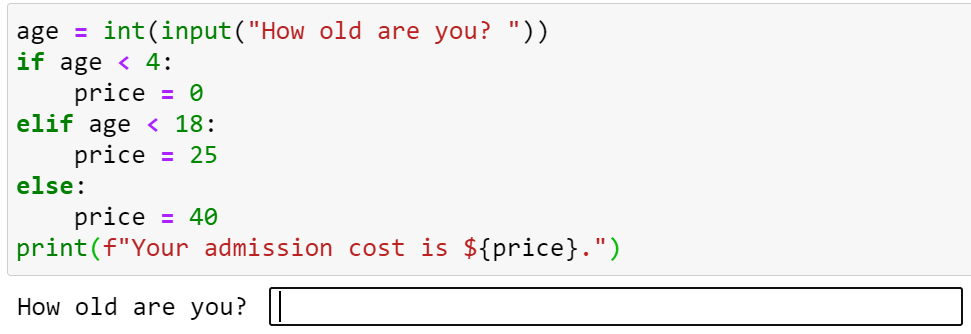 age = int(input("How old are you? "))
if age < 4:
    price = 0
elif age < 18:
    price = 25
else:
    price = 40
print(f"Your admission cost is ${price}.")
How old are you?